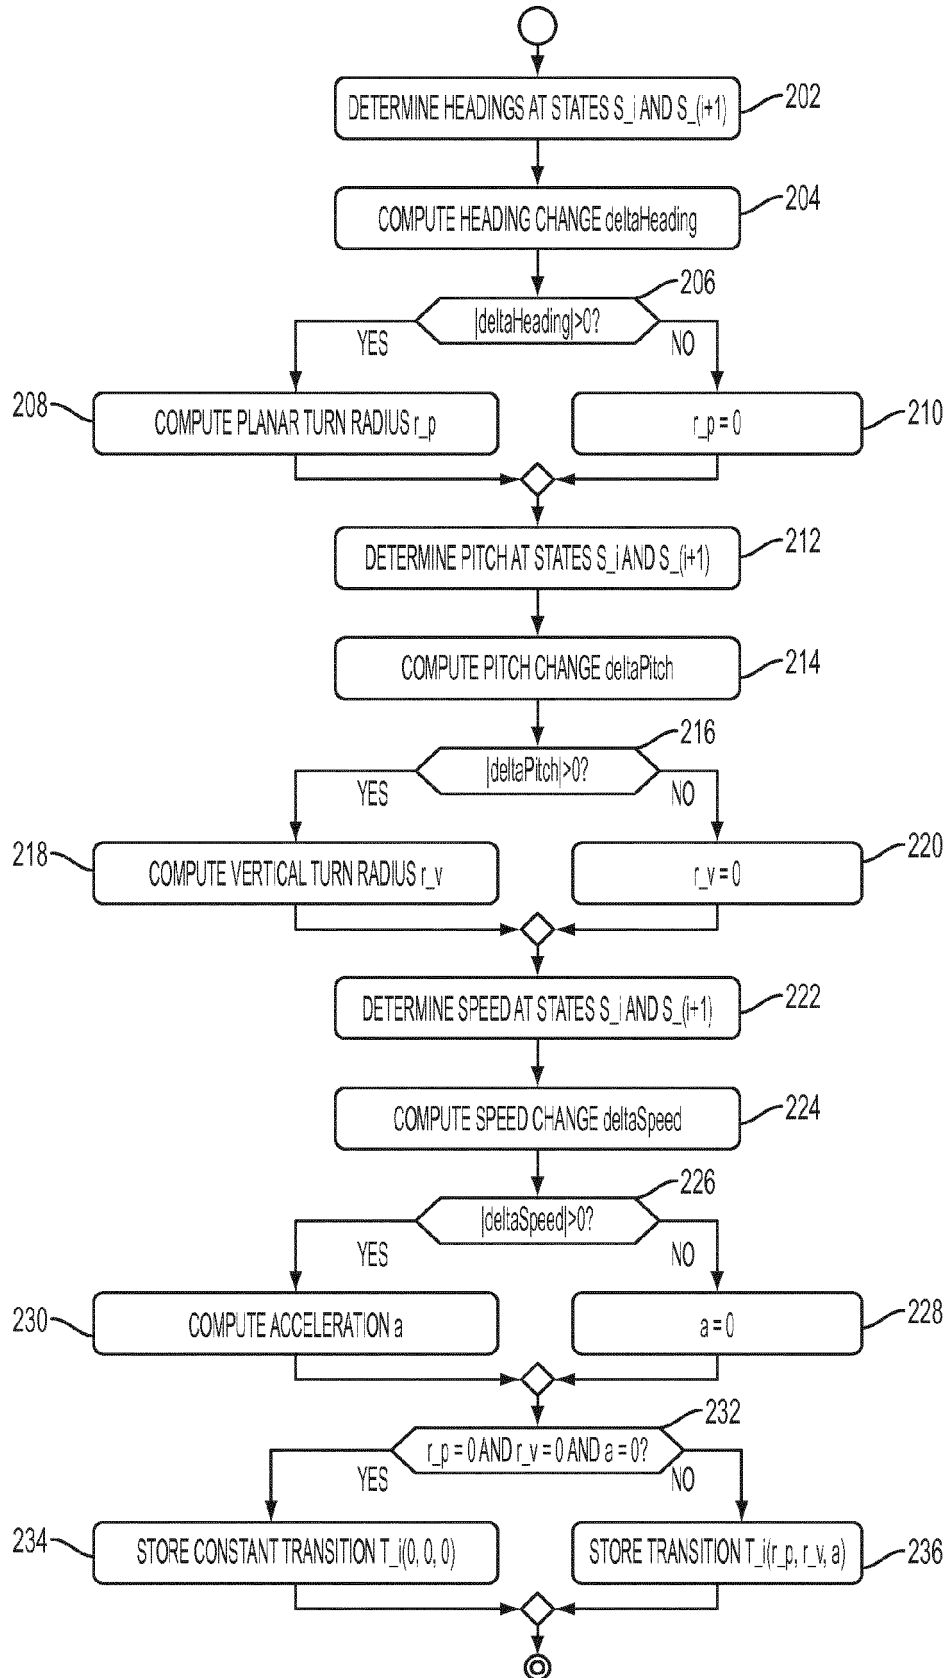 DETERMINE HEADINGS AT STATES S_i AND S_(i+1)
202
COMPUTE HEADING CHANGE deltaHeading
204
206
|deltaHeading|>0?
YES
NO
208
COMPUTE PLANAR TURN RADIUS r_p
r_p = 0
210
DETERMINE PITCH AT STATES S_i AND S_(i+1)
212
COMPUTE PITCH CHANGE deltaPitch
214
216
|deltaPitch|>0?
YES
NO
218
COMPUTE VERTICAL TURN RADIUS r_v
r_v = 0
220
DETERMINE SPEED AT STATES S_i AND S_(i+1)
222
COMPUTE SPEED CHANGE deltaSpeed
224
226
|deltaSpeed|>0?
YES
NO
230
COMPUTE ACCELERATION a
a = 0
228
232
r_p = 0 AND r_v = 0 AND a = 0?
YES
NO
234
STORE CONSTANT TRANSITION T_i(0, 0, 0)
STORE TRANSITION T_i(r_p, r_v, a)
236